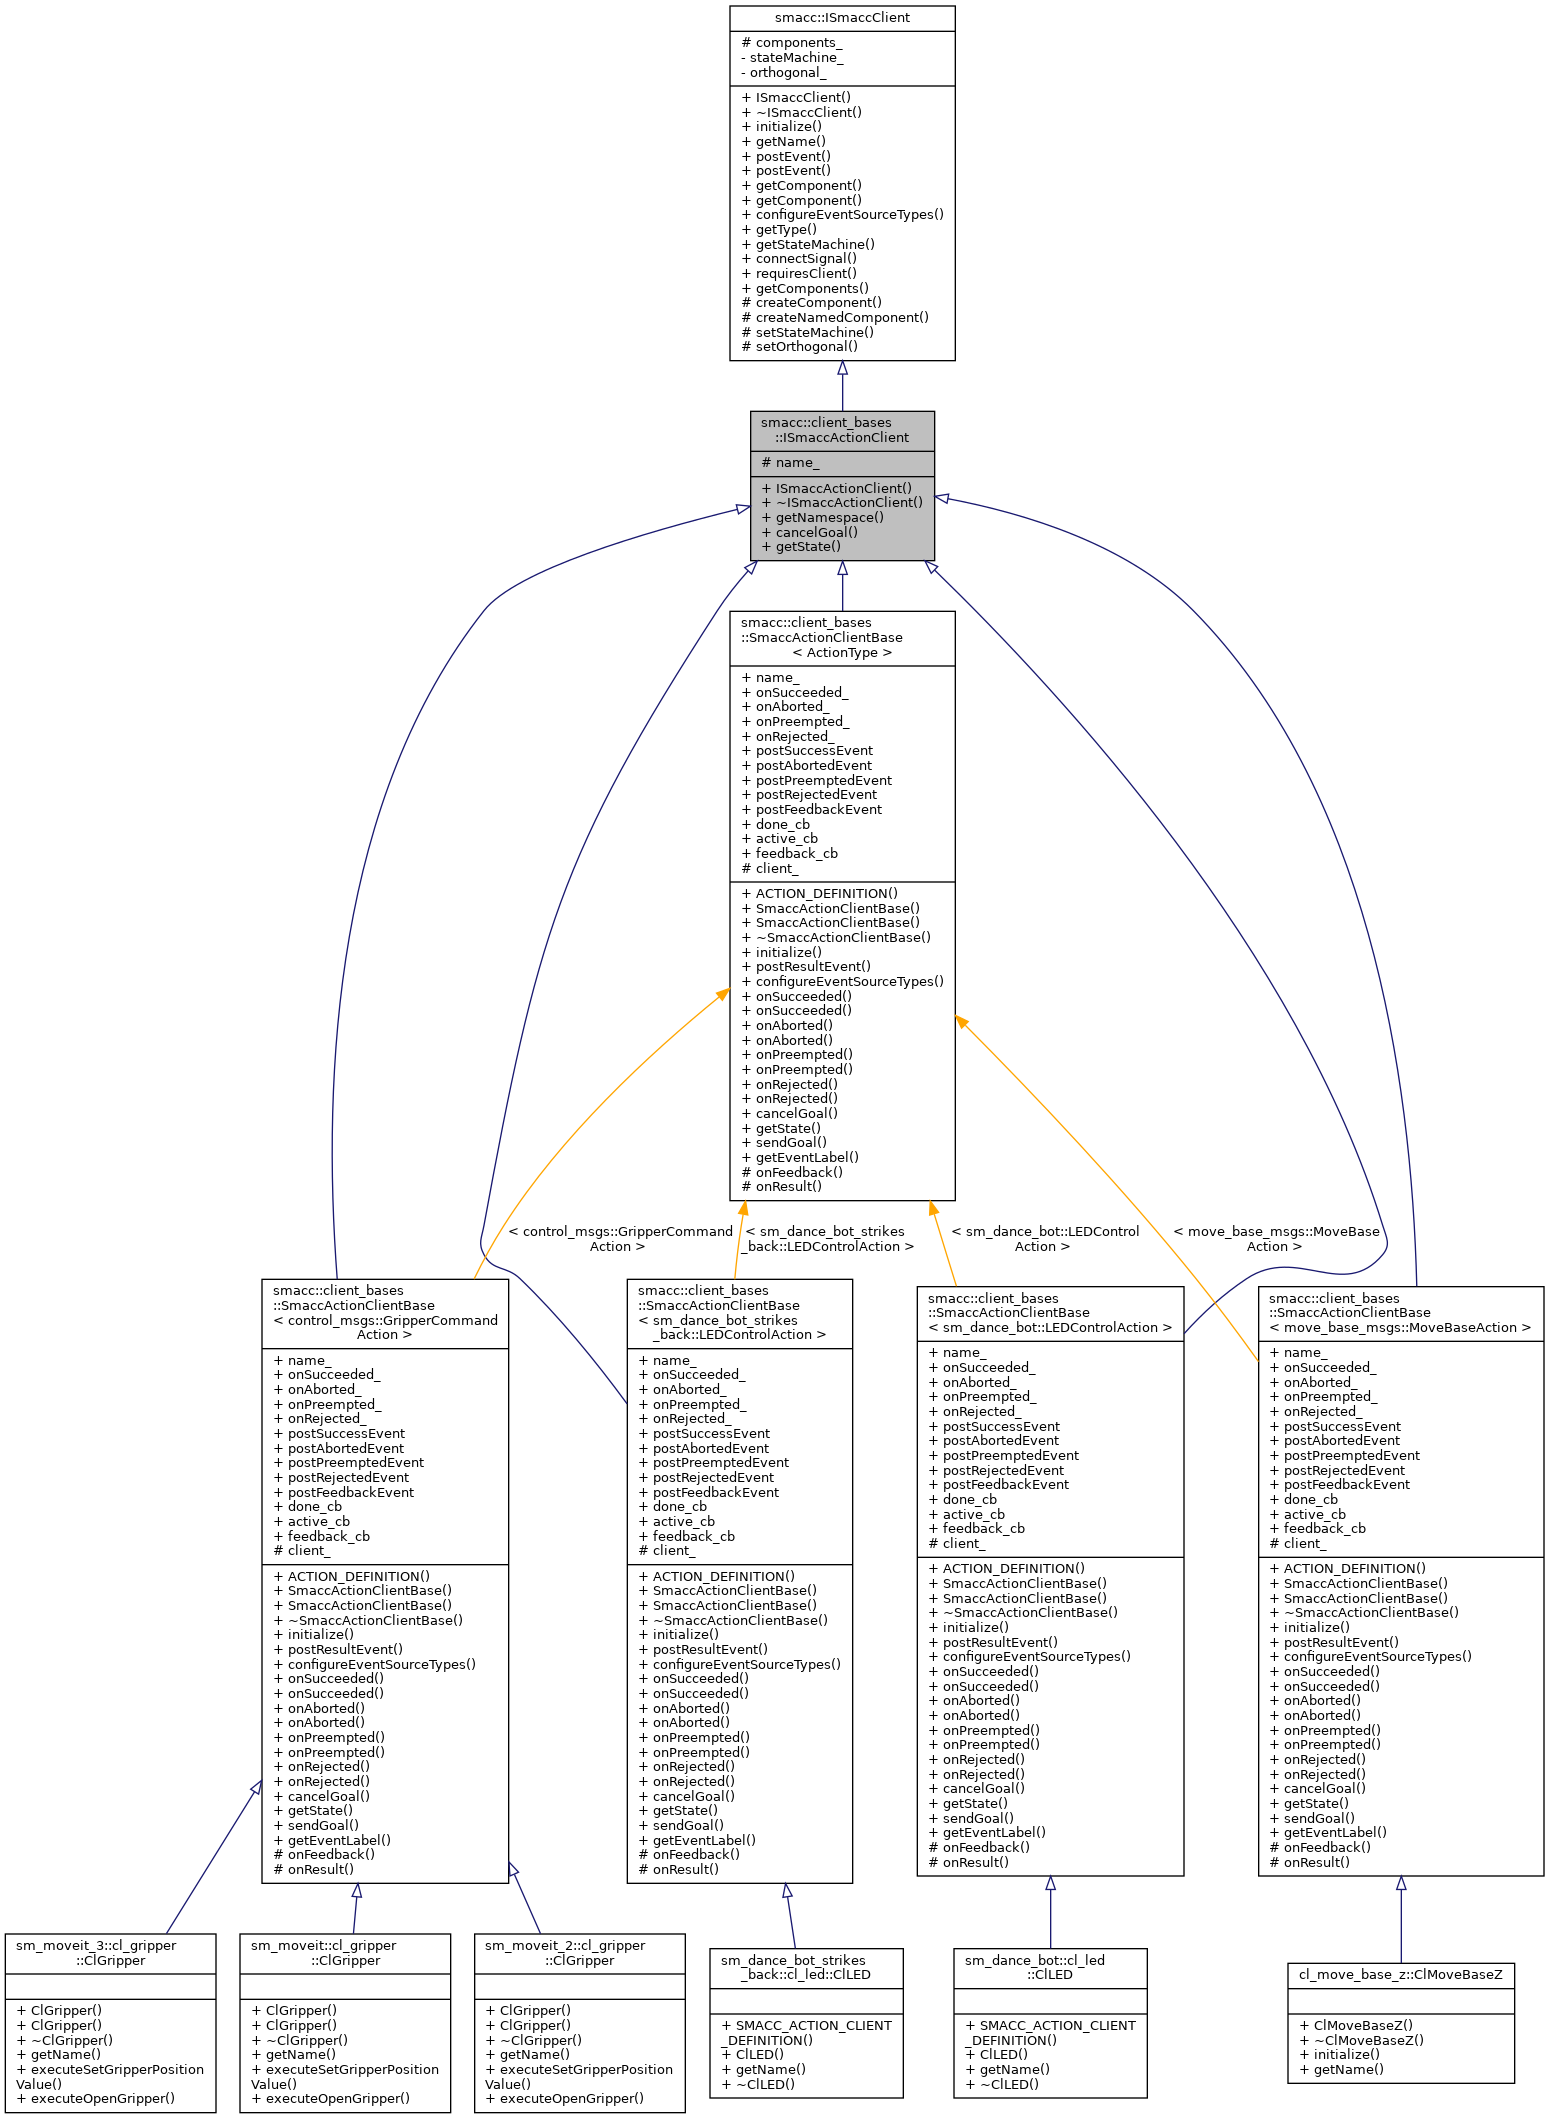 smacc::ISmaccClient
# components_
- stateMachine_
- orthogonal_
+ ISmaccClient()
+ ~ISmaccClient()
+ initialize()
+ getName()
+ postEvent()
+ postEvent()
+ getComponent()
+ getComponent()
+ configureEventSourceTypes()
+ getType()
+ getStateMachine()
+ connectSignal()
+ requiresClient()
+ getComponents()
# createComponent()
# createNamedComponent()
# setStateMachine()
# setOrthogonal()
smacc::client_bases
::ISmaccActionClient
# name_
+ ISmaccActionClient()
+ ~ISmaccActionClient()
+ getNamespace()
+ cancelGoal()
+ getState()
smacc::client_bases
::SmaccActionClientBase
< ActionType >
+ name_
+ onSucceeded_
+ onAborted_
+ onPreempted_
+ onRejected_
+ postSuccessEvent
+ postAbortedEvent
+ postPreemptedEvent
+ postRejectedEvent
+ postFeedbackEvent
+ done_cb
+ active_cb
+ feedback_cb
# client_
+ ACTION_DEFINITION()
+ SmaccActionClientBase()
+ SmaccActionClientBase()
+ ~SmaccActionClientBase()
+ initialize()
+ postResultEvent()
+ configureEventSourceTypes()
+ onSucceeded()
+ onSucceeded()
+ onAborted()
+ onAborted()
+ onPreempted()
+ onPreempted()
+ onRejected()
+ onRejected()
+ cancelGoal()
+ getState()
+ sendGoal()
+ getEventLabel()
# onFeedback()
# onResult()
< control_msgs::GripperCommand
Action >
< sm_dance_bot_strikes
_back::LEDControlAction >
< sm_dance_bot::LEDControl
Action >
< move_base_msgs::MoveBase
Action >
smacc::client_bases
::SmaccActionClientBase
< control_msgs::GripperCommand
Action >
+ name_
+ onSucceeded_
+ onAborted_
+ onPreempted_
+ onRejected_
+ postSuccessEvent
+ postAbortedEvent
+ postPreemptedEvent
+ postRejectedEvent
+ postFeedbackEvent
+ done_cb
+ active_cb
+ feedback_cb
# client_
+ ACTION_DEFINITION()
+ SmaccActionClientBase()
+ SmaccActionClientBase()
+ ~SmaccActionClientBase()
+ initialize()
+ postResultEvent()
+ configureEventSourceTypes()
+ onSucceeded()
+ onSucceeded()
+ onAborted()
+ onAborted()
+ onPreempted()
+ onPreempted()
+ onRejected()
+ onRejected()
+ cancelGoal()
+ getState()
+ sendGoal()
+ getEventLabel()
# onFeedback()
# onResult()
smacc::client_bases
::SmaccActionClientBase
< sm_dance_bot_strikes
_back::LEDControlAction >
+ name_
+ onSucceeded_
+ onAborted_
+ onPreempted_
+ onRejected_
+ postSuccessEvent
+ postAbortedEvent
+ postPreemptedEvent
+ postRejectedEvent
+ postFeedbackEvent
+ done_cb
+ active_cb
+ feedback_cb
# client_
+ ACTION_DEFINITION()
+ SmaccActionClientBase()
+ SmaccActionClientBase()
+ ~SmaccActionClientBase()
+ initialize()
+ postResultEvent()
+ configureEventSourceTypes()
+ onSucceeded()
+ onSucceeded()
+ onAborted()
+ onAborted()
+ onPreempted()
+ onPreempted()
+ onRejected()
+ onRejected()
+ cancelGoal()
+ getState()
+ sendGoal()
+ getEventLabel()
# onFeedback()
# onResult()
smacc::client_bases
::SmaccActionClientBase
< sm_dance_bot::LEDControlAction >
+ name_
+ onSucceeded_
+ onAborted_
+ onPreempted_
+ onRejected_
+ postSuccessEvent
+ postAbortedEvent
+ postPreemptedEvent
+ postRejectedEvent
+ postFeedbackEvent
+ done_cb
+ active_cb
+ feedback_cb
# client_
+ ACTION_DEFINITION()
+ SmaccActionClientBase()
+ SmaccActionClientBase()
+ ~SmaccActionClientBase()
+ initialize()
+ postResultEvent()
+ configureEventSourceTypes()
+ onSucceeded()
+ onSucceeded()
+ onAborted()
+ onAborted()
+ onPreempted()
+ onPreempted()
+ onRejected()
+ onRejected()
+ cancelGoal()
+ getState()
+ sendGoal()
+ getEventLabel()
# onFeedback()
# onResult()
smacc::client_bases
::SmaccActionClientBase
< move_base_msgs::MoveBaseAction >
+ name_
+ onSucceeded_
+ onAborted_
+ onPreempted_
+ onRejected_
+ postSuccessEvent
+ postAbortedEvent
+ postPreemptedEvent
+ postRejectedEvent
+ postFeedbackEvent
+ done_cb
+ active_cb
+ feedback_cb
# client_
+ ACTION_DEFINITION()
+ SmaccActionClientBase()
+ SmaccActionClientBase()
+ ~SmaccActionClientBase()
+ initialize()
+ postResultEvent()
+ configureEventSourceTypes()
+ onSucceeded()
+ onSucceeded()
+ onAborted()
+ onAborted()
+ onPreempted()
+ onPreempted()
+ onRejected()
+ onRejected()
+ cancelGoal()
+ getState()
+ sendGoal()
+ getEventLabel()
# onFeedback()
# onResult()
sm_moveit_3::cl_gripper
::ClGripper
+ ClGripper()
+ ClGripper()
+ ~ClGripper()
+ getName()
+ executeSetGripperPosition
Value()
+ executeOpenGripper()
sm_moveit::cl_gripper
::ClGripper
+ ClGripper()
+ ClGripper()
+ ~ClGripper()
+ getName()
+ executeSetGripperPosition
Value()
+ executeOpenGripper()
sm_moveit_2::cl_gripper
::ClGripper
+ ClGripper()
+ ClGripper()
+ ~ClGripper()
+ getName()
+ executeSetGripperPosition
Value()
+ executeOpenGripper()
sm_dance_bot_strikes
_back::cl_led::ClLED
+ SMACC_ACTION_CLIENT
_DEFINITION()
+ ClLED()
+ getName()
+ ~ClLED()
sm_dance_bot::cl_led
::ClLED
+ SMACC_ACTION_CLIENT
_DEFINITION()
+ ClLED()
+ getName()
+ ~ClLED()
cl_move_base_z::ClMoveBaseZ
+ ClMoveBaseZ()
+ ~ClMoveBaseZ()
+ initialize()
+ getName()